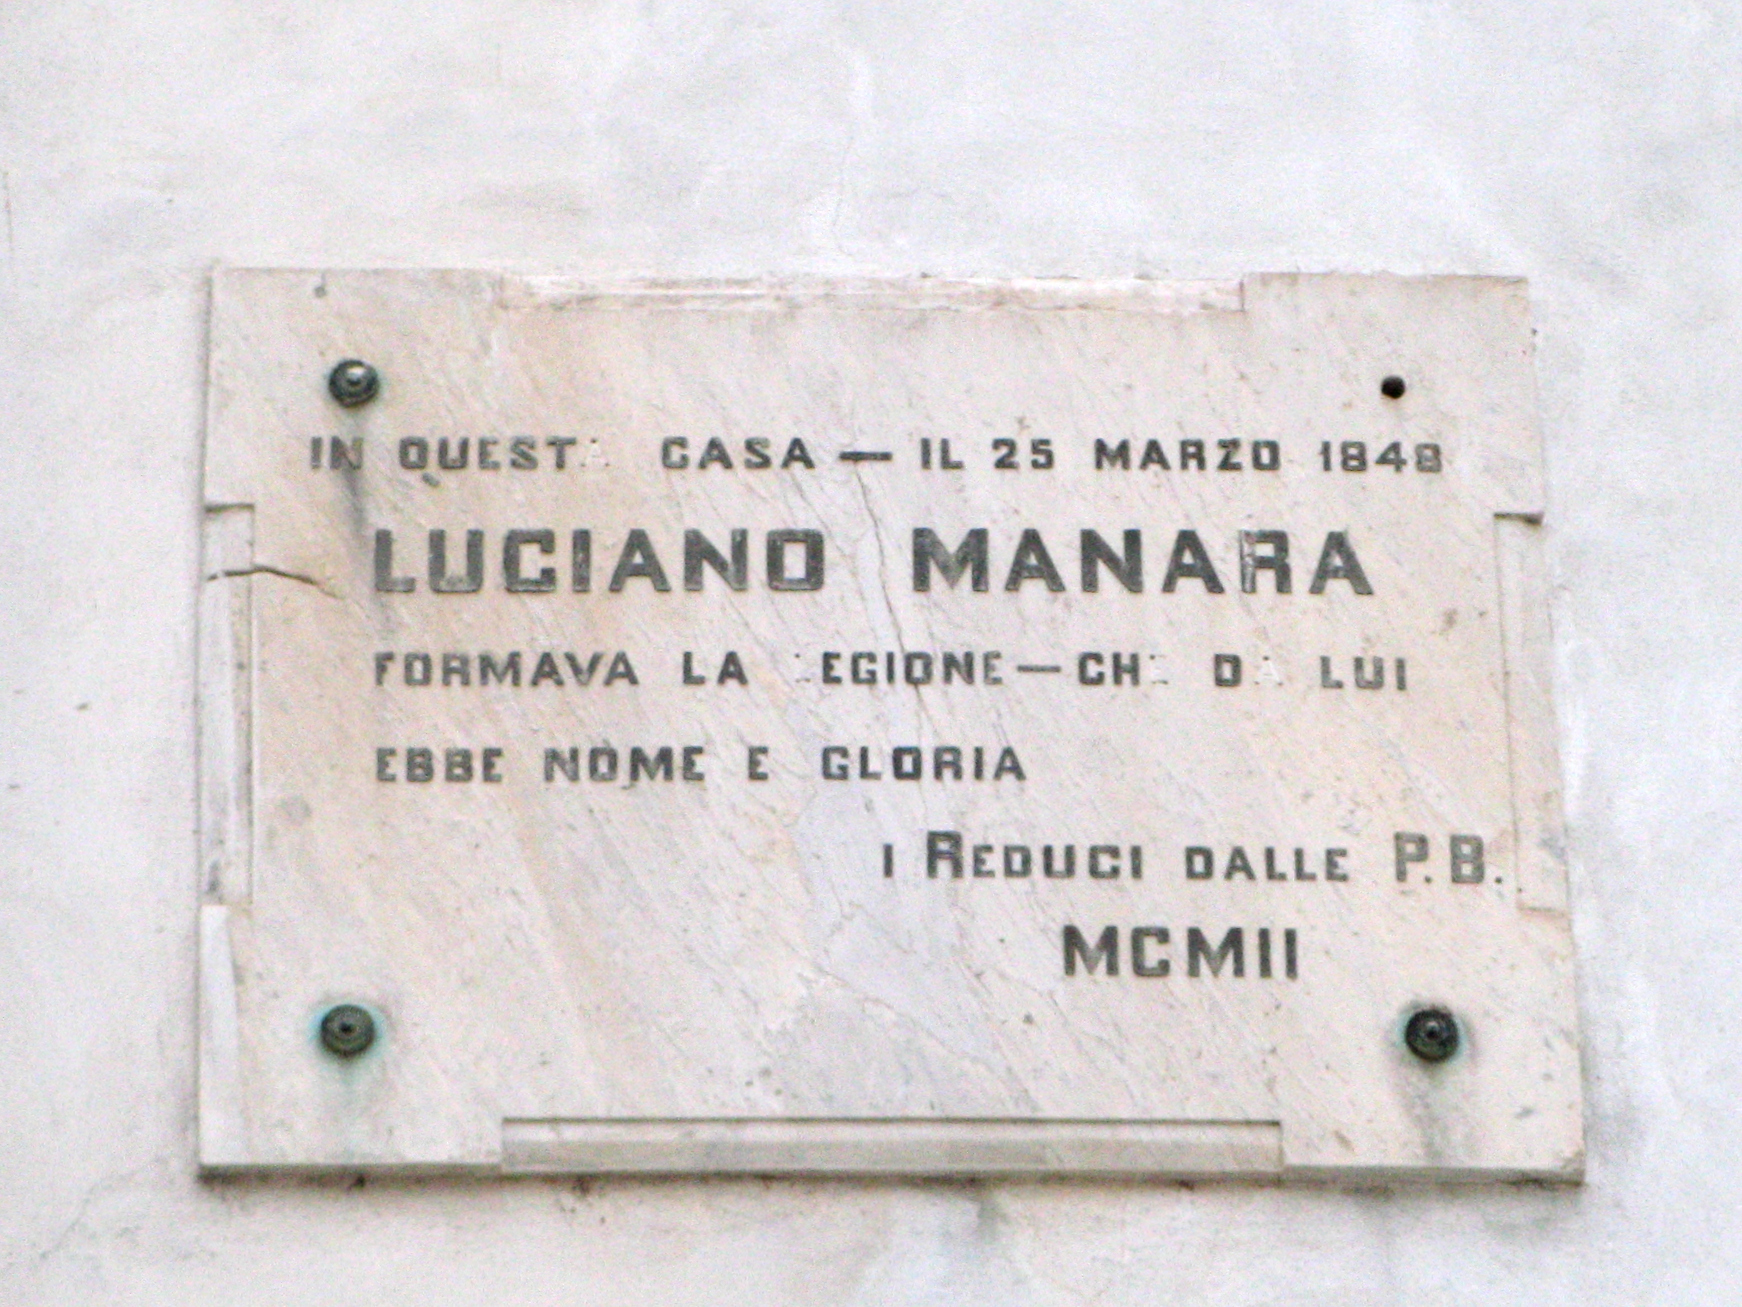 IN QUESTA CASA — IL 25 MARZO 1848
LUCIANO MANARA
FORMAVA LA LEGIONE — CHE DA LUI
EBBE NOME E GLORIA
I REDUCI DALLE P.B.
MCMII